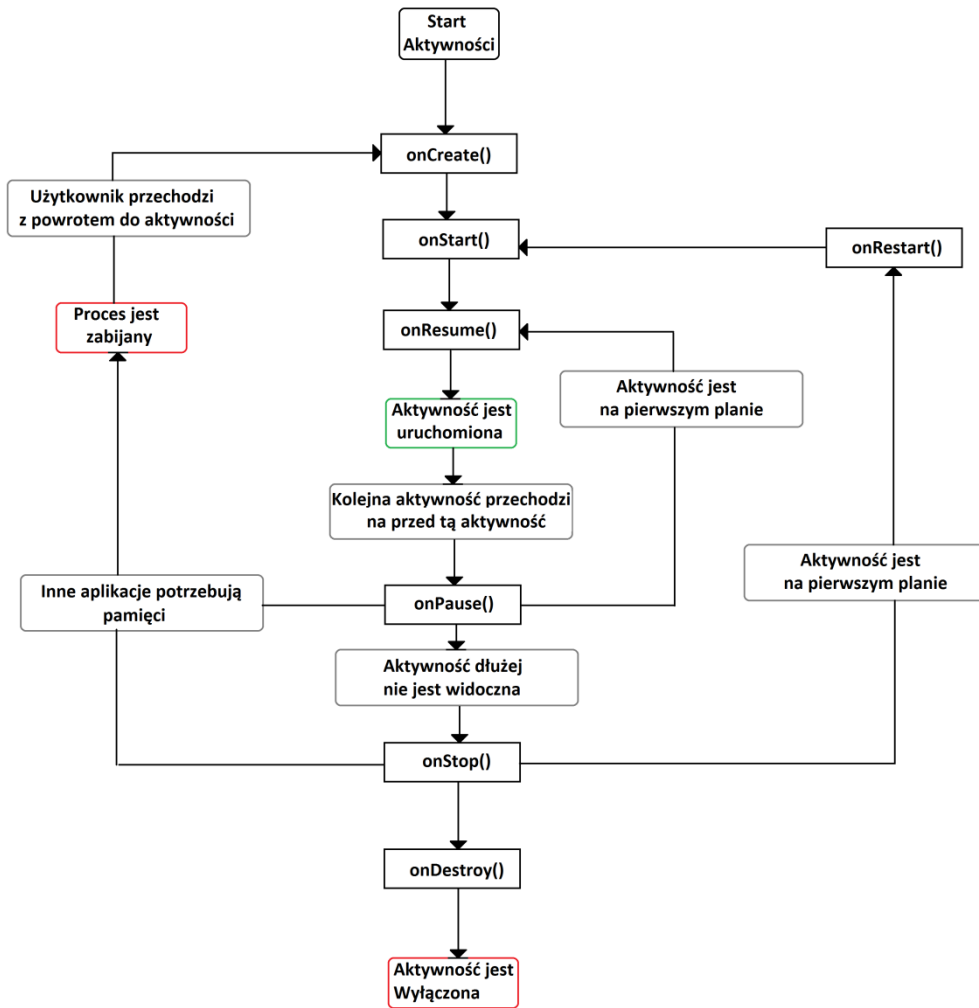 Start
Aktywności
onCreate()
Użytkownik przechodzi
z powrotem do aktywności
onStart()
onRestart()
Proces jest
zabijany
onResume()
Aktywność jest
na pierwszym planie
Aktywność jest
uruchomiona
Kolejna aktywność przechodzi
na przed tą aktywność
Aktywność jest
na pierwszym planie
Inne aplikacje potrzebują
pamięci
onPause()
Aktywność dłużej
nie jest widoczna
onStop()
onDestroy()
Aktywność jest
Wyłączona